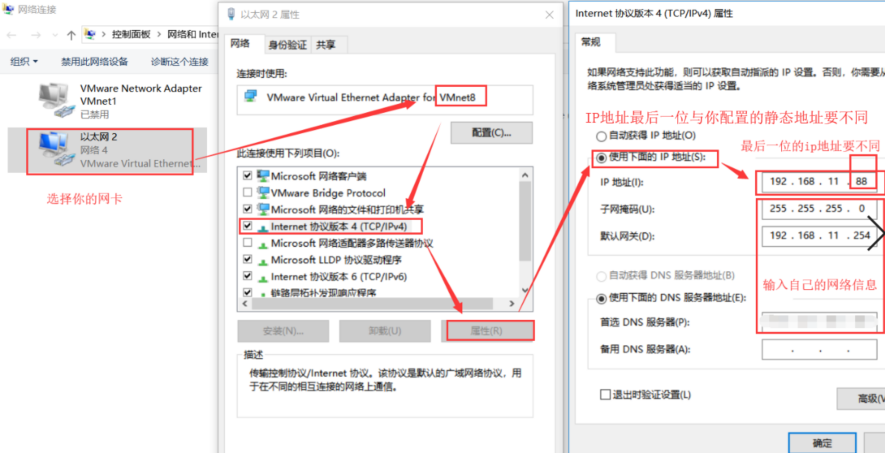 网络连接
控制面板 > 网络和 Inter
组织 禁用此网络设备 诊断这个连接
VMware Network Adapter
VMnet1
已禁用
以太网 2
网络 4
VMware Virtual Ethernet...
选择你的网卡
以太网 2 属性
网络 身份验证 共享
连接时使用:
VMware Virtual Ethernet Adapter for VMnet8
配置(C)...
此连接使用下列项目(O):
Microsoft 网络客户端
VMware Bridge Protocol
Microsoft 网络的文件和打印机共享
Internet 协议版本 4 (TCP/IPv4)
Microsoft 网络适配器多路传送器协议
Microsoft LLDP 协议驱动程序
Internet 协议版本 6 (TCP/IPv6)
链路层拓扑发现响应程序
安装(N)... 卸载(U) 属性(R)
描述
传输控制协议/Internet 协议。该协议是默认的广域网络协议，用
于在不同的相互连接的网络上通信。
Internet 协议版本 4 (TCP/IPv4) 属性
常规
如果网络支持此功能，则可以获取自动指派的 IP 设置。否则，你需要从
络系统管理员处获得适当的 IP 设置。
IP地址最后一位与你配置的静态地址要不同
自动获得 IP 地址(O)
最后一位的ip地址要不同
使用下面的 IP 地址(S):
IP 地址(I): 192 . 168 . 11 . 88
子网掩码(U): 255 . 255 . 255 . 0
默认网关(D): 192 . 168 . 11 . 254
自动获得 DNS 服务器地址(B)
输入自己的网络信息
使用下面的 DNS 服务器地址(E):
首选 DNS 服务器(P):
备用 DNS 服务器(A): . . .
退出时验证设置(L)
高级(V
确定